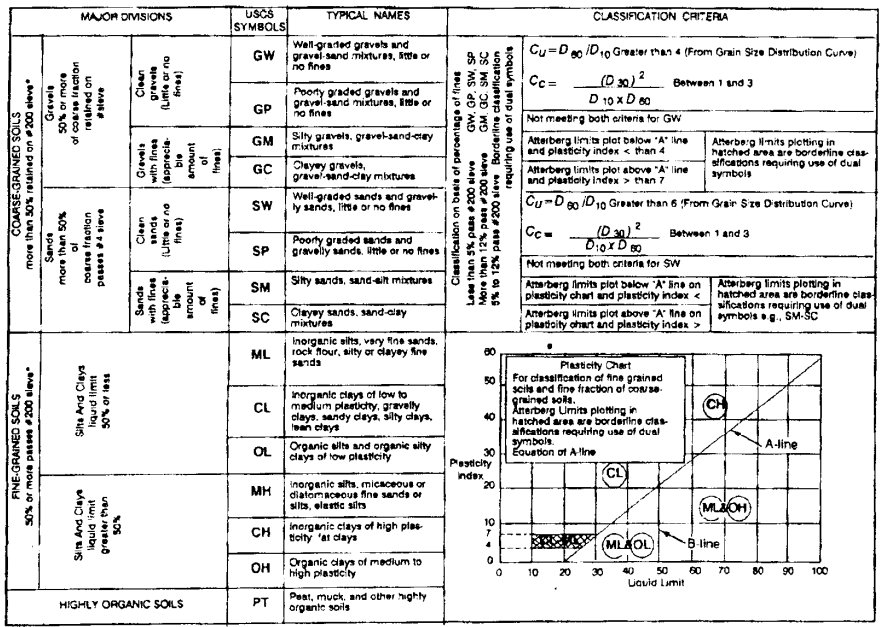 MAJOR DIVISIONS
USCS
SYMBOLS
TYPICAL NAMES
CLASSIFICATION CRITERIA
COARSE-GRAINED SOILS
more than 50% retained on #200 sieve*
Gravels
50% or more
of coarse fraction
retained on
#sieve
Clean
gravels
(Little or no
fines)
GW
Well-graded gravels and
gravel-sand mixtures, little or
no fines
GP
Poorly graded gravels and
gravel-sand mixtures, little or
no fines
Gravels
with fines
(apprecia-
ble
amount
of
fines)
GM
Silty gravels, gravel-sand-clay
mixtures
GC
Clayey gravels,
gravel-sand-clay mixtures
Sands
more than 50%
of
coarse fraction
passes #4 sieve
Clean
sands
(Little or no
fines)
SW
Well-graded sands and gravel-
ly sands, little or no fines
SP
Poorly graded sands and
gravelly sands, little or no fines
Sands
with fines
(apprecia-
ble
amount
of
fines)
SM
Silty sands, sand-silt mixtures
SC
Clayey sands, sand-clay
mixtures
Classification on basis of percentage of fines
Less than 5% pass #200 sieve GW, GP, SW, SP
More than 12% pass #200 sieve GM, GC, SM, SC
5% to 12% pass #200 sieve Borderline classification
requiring use of dual symbols
CU = D 60 /D10 Greater than 4 (From Grain Size Distribution Curve)
CC = (D 30) 2 Between 1 and 3
D 10 x D 60
Not meeting both criteria for GW
Atterberg limits plot below "A" line
and plasticity index < than 4
Atterberg limits plot above "A" line
and plasticity index > than 7
Atterberg limits plotting in
hatched area are borderline clas-
sifications requiring use of dual
symbols
CU = D 60 /D10 Greater than 6 (From Grain Size Distribution Curve)
CC = (D 30) 2 Between 1 and 3
D10 x D 60
Not meeting both criteria for SW
Atterberg limits plot below "A" line on
plasticity chart and plasticity index <
Atterberg limits plot above "A" line on
plasticity chart and plasticity index >
Atterberg limits plotting in
hatched area are borderline clas-
sifications requiring use of dual
symbols e.g., SM-SC
FINE-GRAINED SOILS
50% or more passes #200 sieve*
Silts And Clays
liquid limit
50% or less
ML
Inorganic silts, very fine sands,
rock flour, silty or clayey fine
sands
CL
Inorganic clays of low to
medium plasticity, gravelly
clays, sandy clays, silty clays,
lean clays
OL
Organic silts and organic silty
clays of low plasticity
Silts And Clays
liquid limit
greater than
50%
MH
Inorganic silts, micaceous or
diatomaceous fine sands or
silts, elastic silts
CH
Inorganic clays of high plas-
ticity fat clays
OH
Organic clays of medium to
high plasticity
HIGHLY ORGANIC SOILS
PT
Peat, muck, and other highly
organic soils
Plasticity Chart
For classification of fine grained
soils and fine fraction of coarse-
grained soils.
Atterberg Limits plotting in
hatched area are borderline clas-
sifications requiring use of dual
symbols.
Equation of A-line
Plasticity
index
60
50
40
30
20
10
7
4
0
CH
A-line
CL
ML&OH
ML&OL
B-line
0 10 20 30 40 50 60 70 80 90 100
Liquid Limit